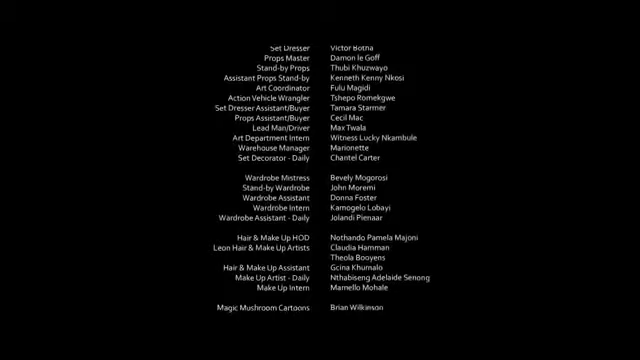 Set Dresser Victor Botha
Props Master Damon le Goff
Stand-by Props Thubi Khuzwayo
Assistant Props Stand-by Kenneth Kenny Nkosi
Art Coordinator Fulu Magidi
Action Vehicle Wrangler Tshepo Romekgwe
Set Dresser Assistant/Buyer Tamara Starmer
Props Assistant/Buyer Cecil Mac
Lead Man/Driver Max Twala
Art Department Intern Witness Lucky Nkambule
Warehouse Manager Marionette
Set Decorator - Daily Chantel Carter
Wardrobe Mistress Bevely Mogorosi
Stand-by Wardrobe John Moremi
Wardrobe Assistant Donna Foster
Wardrobe Intern Kamogelo Lobayi
Wardrobe Assistant - Daily Jolandi Pienaar
Hair & Make Up HOD Nothando Pamela Majoni
Leon Hair & Make Up Artists Claudia Hamman
Theola Booyens
Hair & Make Up Assistant Gcina Khumalo
Make Up Artist - Daily Nthabiseng Adelaide Senong
Make Up Intern Mamello Mohale
Magic Mushroom Cartoons Brian Wilkinson